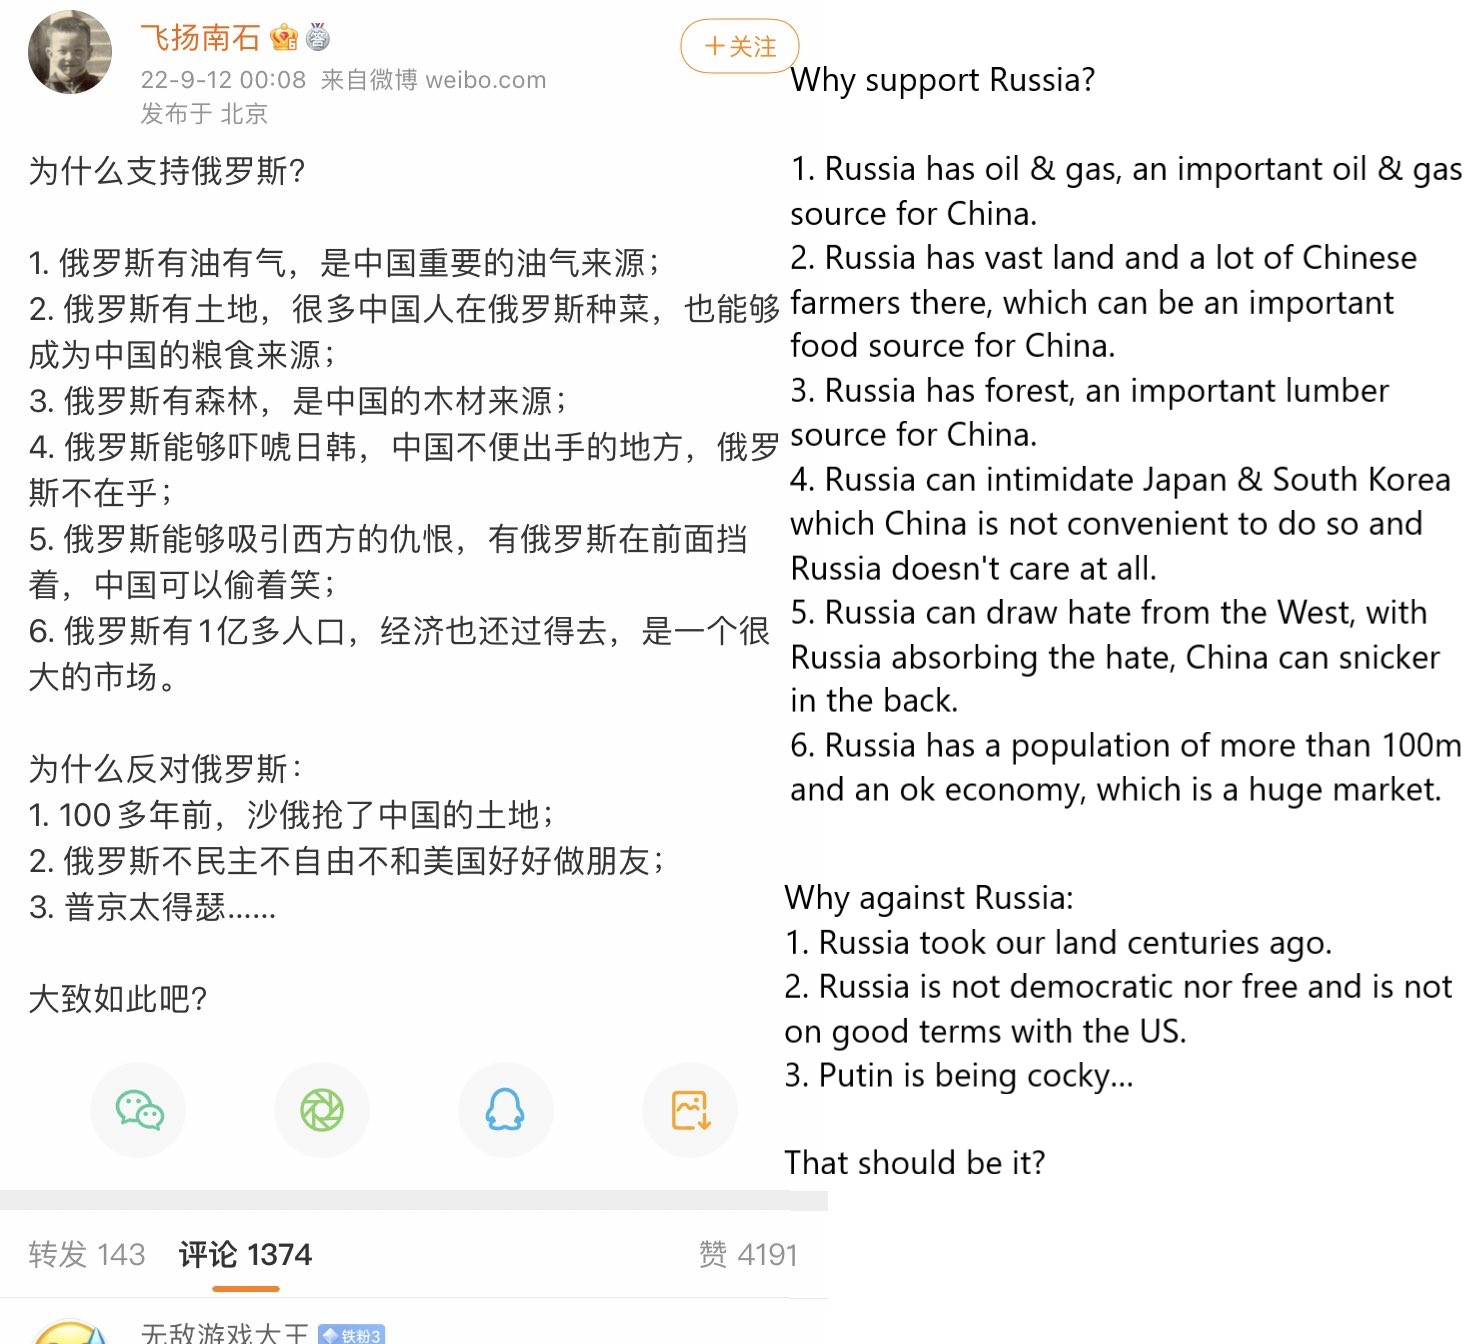 飞扬南石
22-9-12 00:08 来自微博 weibo.com
发布于 北京
+关注
为什么支持俄罗斯?
1. 俄罗斯有油有气，是中国重要的油气来源；
2. 俄罗斯有土地，很多中国人在俄罗斯种菜，也能够
成为中国的粮食来源；
3. 俄罗斯有森林，是中国的木材来源；
4. 俄罗斯能够吓唬日韩，中国不便出手的地方，俄罗
斯不在乎；
5. 俄罗斯能够吸引西方的仇恨，有俄罗斯在前面挡
着，中国可以偷着笑；
6. 俄罗斯有1亿多人口，经济也还过得去，是一个很
大的市场。
为什么反对俄罗斯：
1. 100多年前，沙俄抢了中国的土地；
2. 俄罗斯不民主不自由不和美国好好做朋友；
3. 普京太得瑟......
大致如此吧?
转发 143 评论 1374 赞 4191
无敌游戏大王 铁粉3
Why support Russia?
1. Russia has oil & gas, an important oil & gas
source for China.
2. Russia has vast land and a lot of Chinese
farmers there, which can be an important
food source for China.
3. Russia has forest, an important lumber
source for China.
4. Russia can intimidate Japan & South Korea
which China is not convenient to do so and
Russia doesn't care at all.
5. Russia can draw hate from the West, with
Russia absorbing the hate, China can snicker
in the back.
6. Russia has a population of more than 100m
and an ok economy, which is a huge market.
Why against Russia:
1. Russia took our land centuries ago.
2. Russia is not democratic nor free and is not
on good terms with the US.
3. Putin is being cocky...
That should be it?